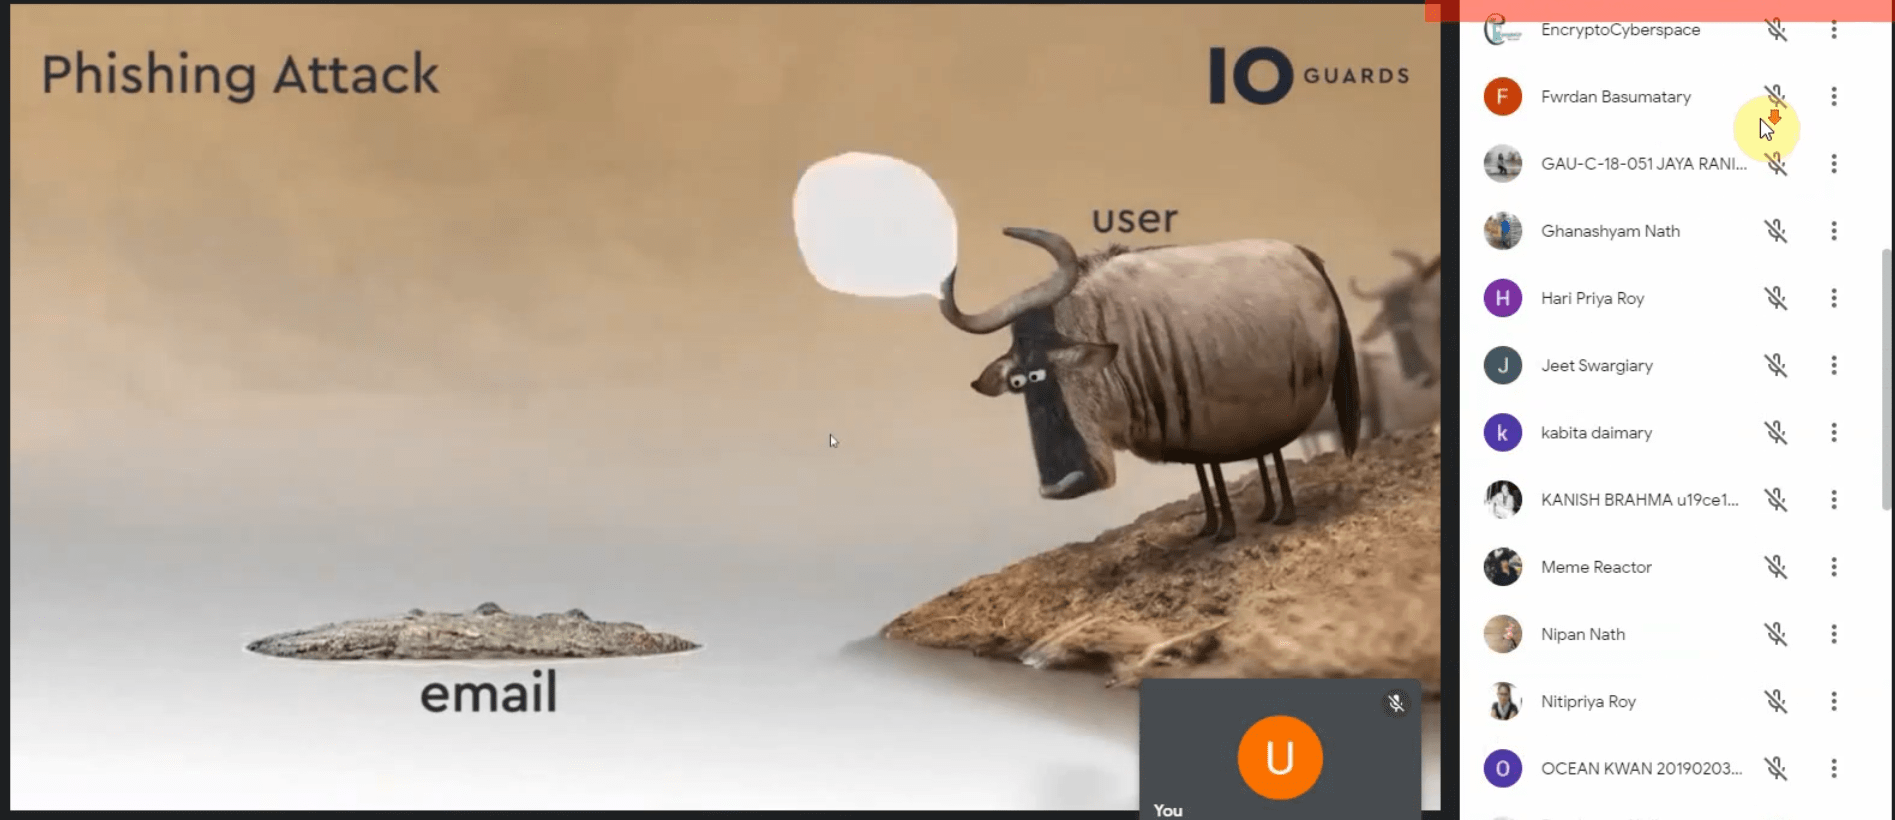 Phishing Attack
IO GUARDS
user
email
U
You
EncryptoCyberspace
F
Fwrdan Basumatary
GAU-C-18-051 JAYA RANI...
Ghanashyam Nath
H
Hari Priya Roy
J
Jeet Swargiary
k
kabita daimary
KANISH BRAHMA u19ce1...
Meme Reactor
Nipan Nath
Nitipriya Roy
O
OCEAN KWAN 20190203...